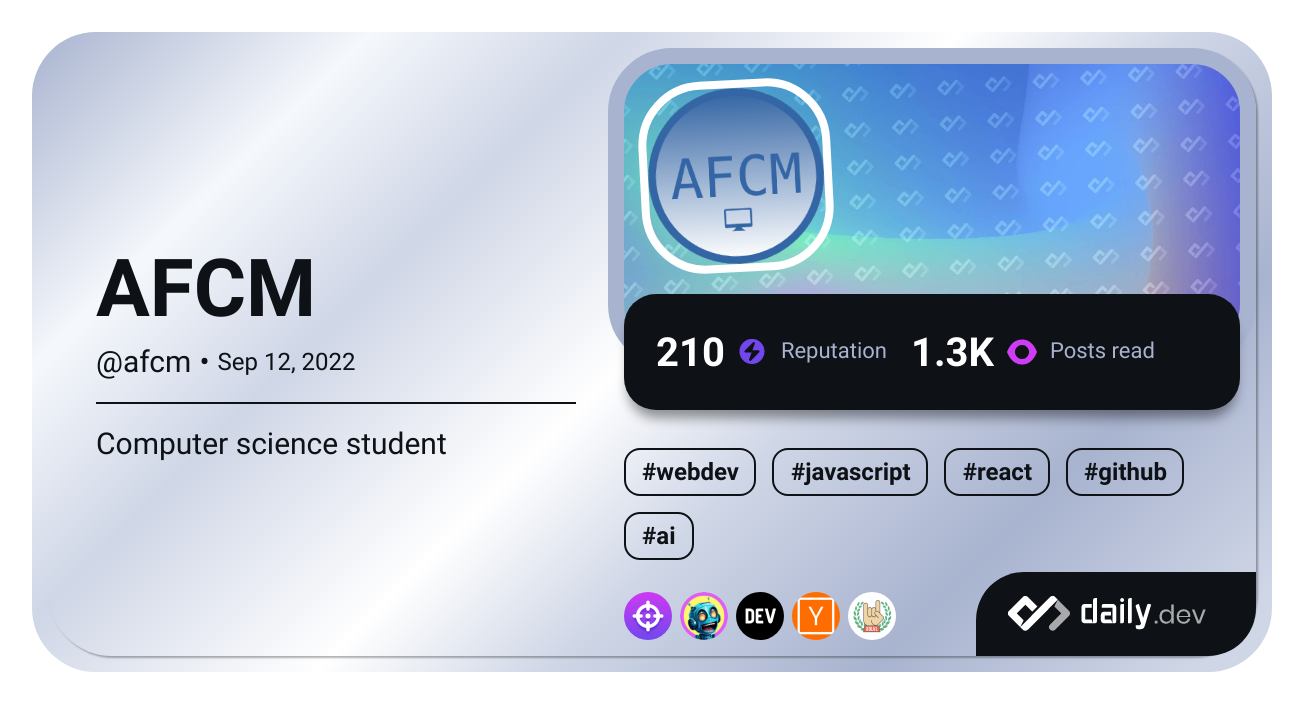 AFCM
@afcm • Sep 12, 2022
Computer science student
AFCM
210 Reputation 1.3K Posts read
#webdev #javascript #react #github
#ai
DEV Y
daily.dev